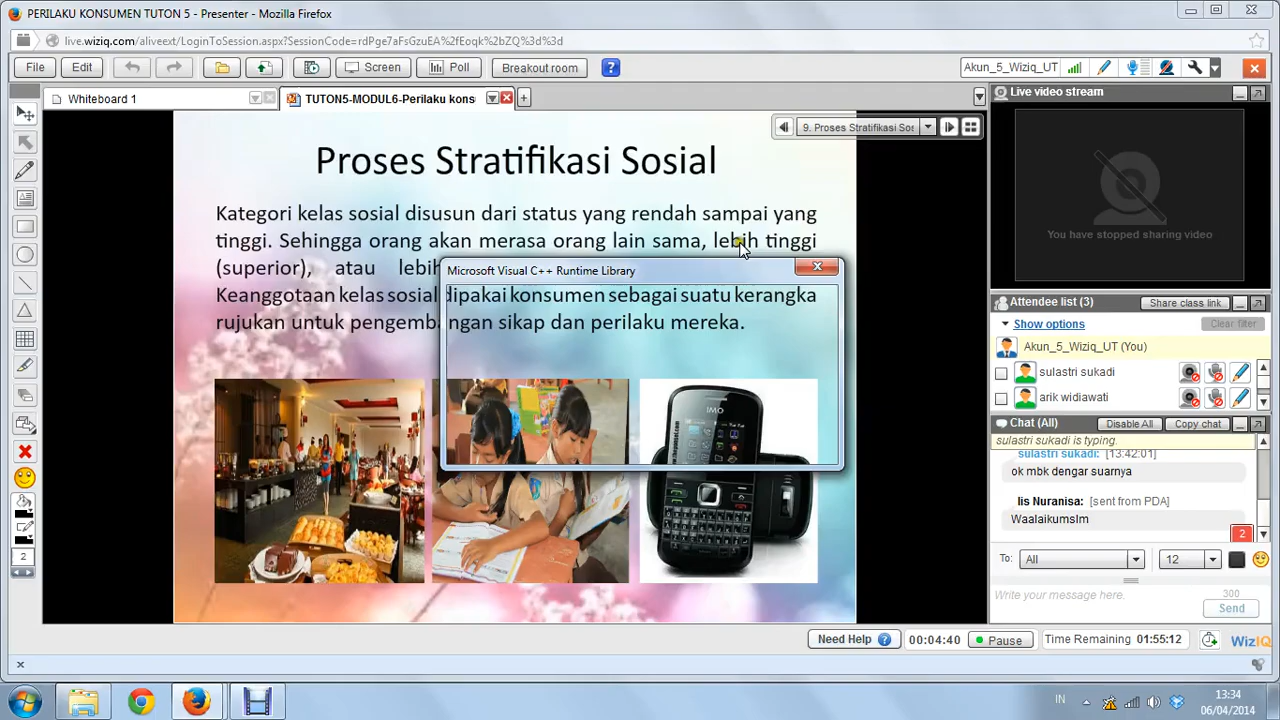 PERILAKU KONSUMEN TUTON 5 - Presenter - Mozilla Firefox
live.wiziq.com/aliveext/LoginToSession.aspx?SessionCode=rdPge7aFsGzuEA%2fEoqk%2bZQ%3d%3d
File Edit Screen Poll Breakout room ? Akun_5_Wiziq_UT
Whiteboard 1 TUTON5-MODUL6-Perilaku kons
Live video stream
9. Proses Stratifikasi Sos
Proses Stratifikasi Sosial
Kategori kelas sosial disusun dari status yang rendah sampai yang
tinggi. Sehingga orang akan merasa orang lain sama, lebih tinggi
(superior), atau lebih
Keanggotaan kelas sosial dipakai konsumen sebagai suatu kerangka
rujukan untuk pengembangan sikap dan perilaku mereka.
Microsoft Visual C++ Runtime Library
IMO
You have stopped sharing video
Attendee list (3) Share class link
Show options Clear filter
Akun_5_Wiziq_UT (You)
sulastri sukadi
arik widiawati
Chat (All) Disable All Copy chat
sulastri sukadi is typing.
sulastri sukadi: [13:42:01]
ok mbk dengar suarnya
Iis Nuranisa: [sent from PDA]
Waalaikumslm
2
To: All 12
Write your message here. 300
Send
2
Need Help ? 00:04:40 Pause Time Remaining 01:55:12 WizIQ
IN 13:34
06/04/2014